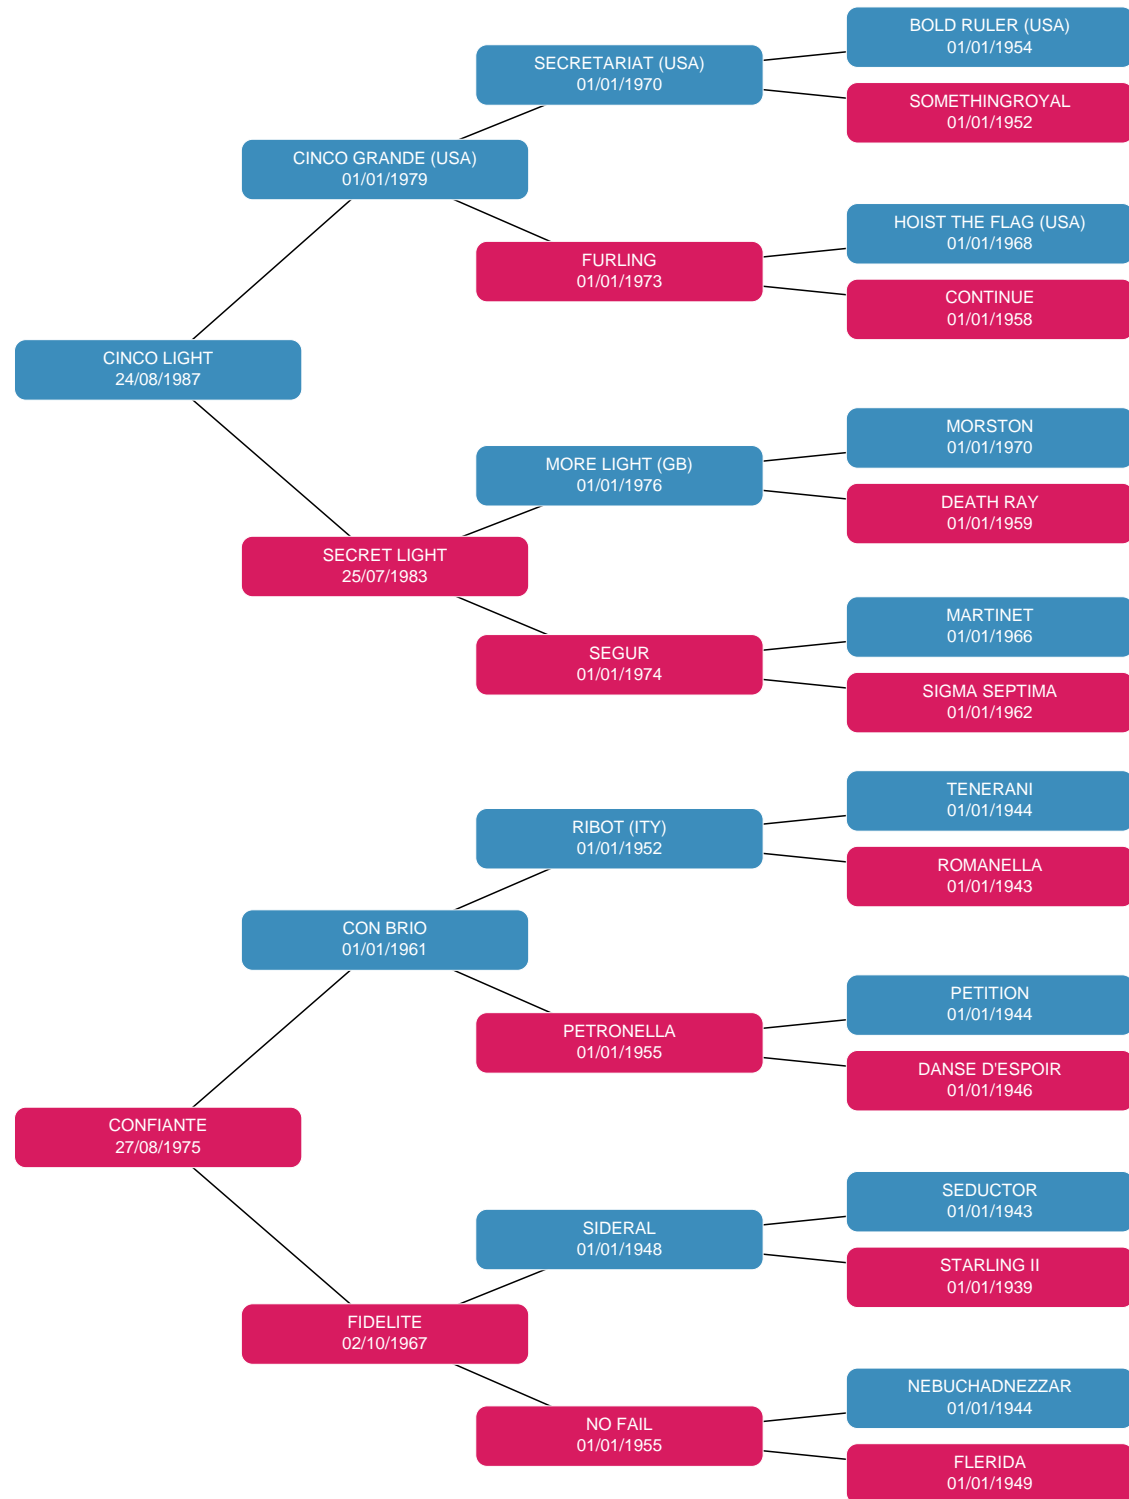 BOLD RULER (USA)
01/01/1954
SECRETARIAT (USA)
01/01/1970
SOMETHINGROYAL
01/01/1952
CINCO GRANDE (USA)
01/01/1979
HOIST THE FLAG (USA)
01/01/1968
FURLING
01/01/1973
CONTINUE
01/01/1958
CINCO LIGHT
24/08/1987
MORSTON
01/01/1970
MORE LIGHT (GB)
01/01/1976
DEATH RAY
01/01/1959
SECRET LIGHT
25/07/1983
MARTINET
01/01/1966
SEGUR
01/01/1974
SIGMA SEPTIMA
01/01/1962
TENERANI
01/01/1944
RIBOT (ITY)
01/01/1952
ROMANELLA
01/01/1943
CON BRIO
01/01/1961
PETITION
01/01/1944
PETRONELLA
01/01/1955
DANSE D'ESPOIR
01/01/1946
CONFIANTE
27/08/1975
SEDUCTOR
01/01/1943
SIDERAL
01/01/1948
STARLING II
01/01/1939
FIDELITE
02/10/1967
NEBUCHADNEZZAR
01/01/1944
NO FAIL
01/01/1955
FLERIDA
01/01/1949